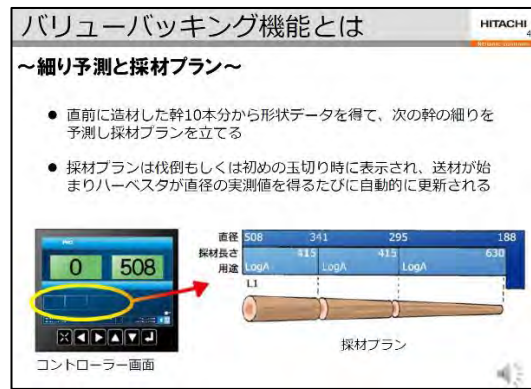 バリューバッキング機能とは
HITACHI
4
～細り予測と採材プラン～
● 直前に造材した幹10本分から形状データを得て、次の幹の細りを
予測し採材プランを立てる
● 採材プランは伐倒もしくは初めの玉切り時に表示され、送材が始
まりハーベスタが直径の実測値を得るたびに自動的に更新される
0 508
コントローラー画面
直径 508 341 295 188
採材長さ 415 415 630
用途 LogA LogA LogA
L1
採材プラン